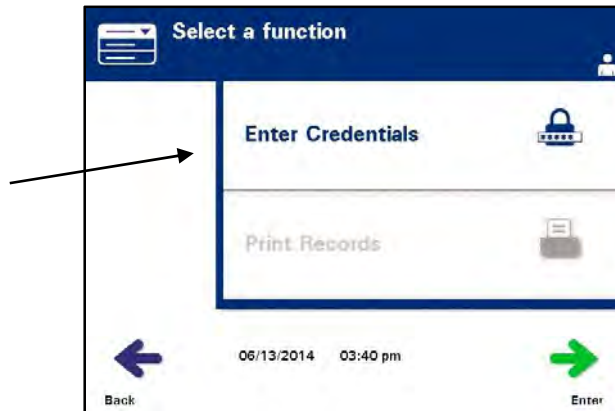 Select a function
Enter Credentials
Print Records
06/13/2014 03:40 pm
Back
Enter